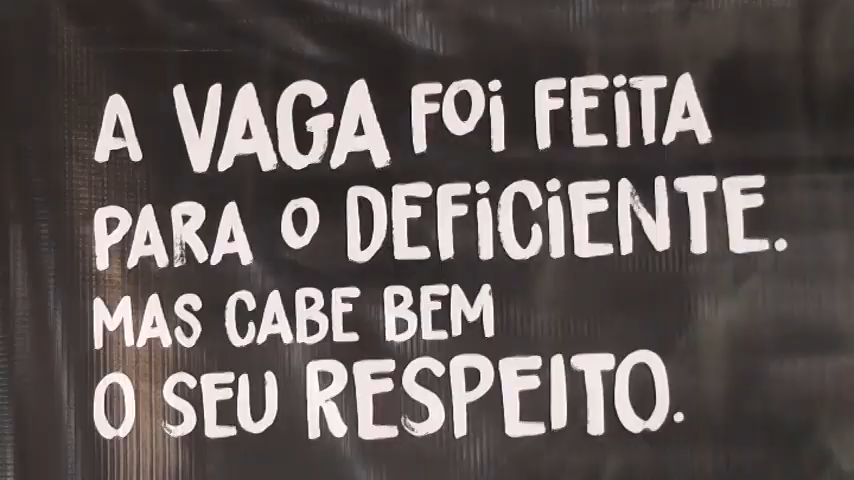 A VAGA FOI FEITA
PARA O DEFICIENTE.
MAS CABE BEM
O SEU RESPEITO.